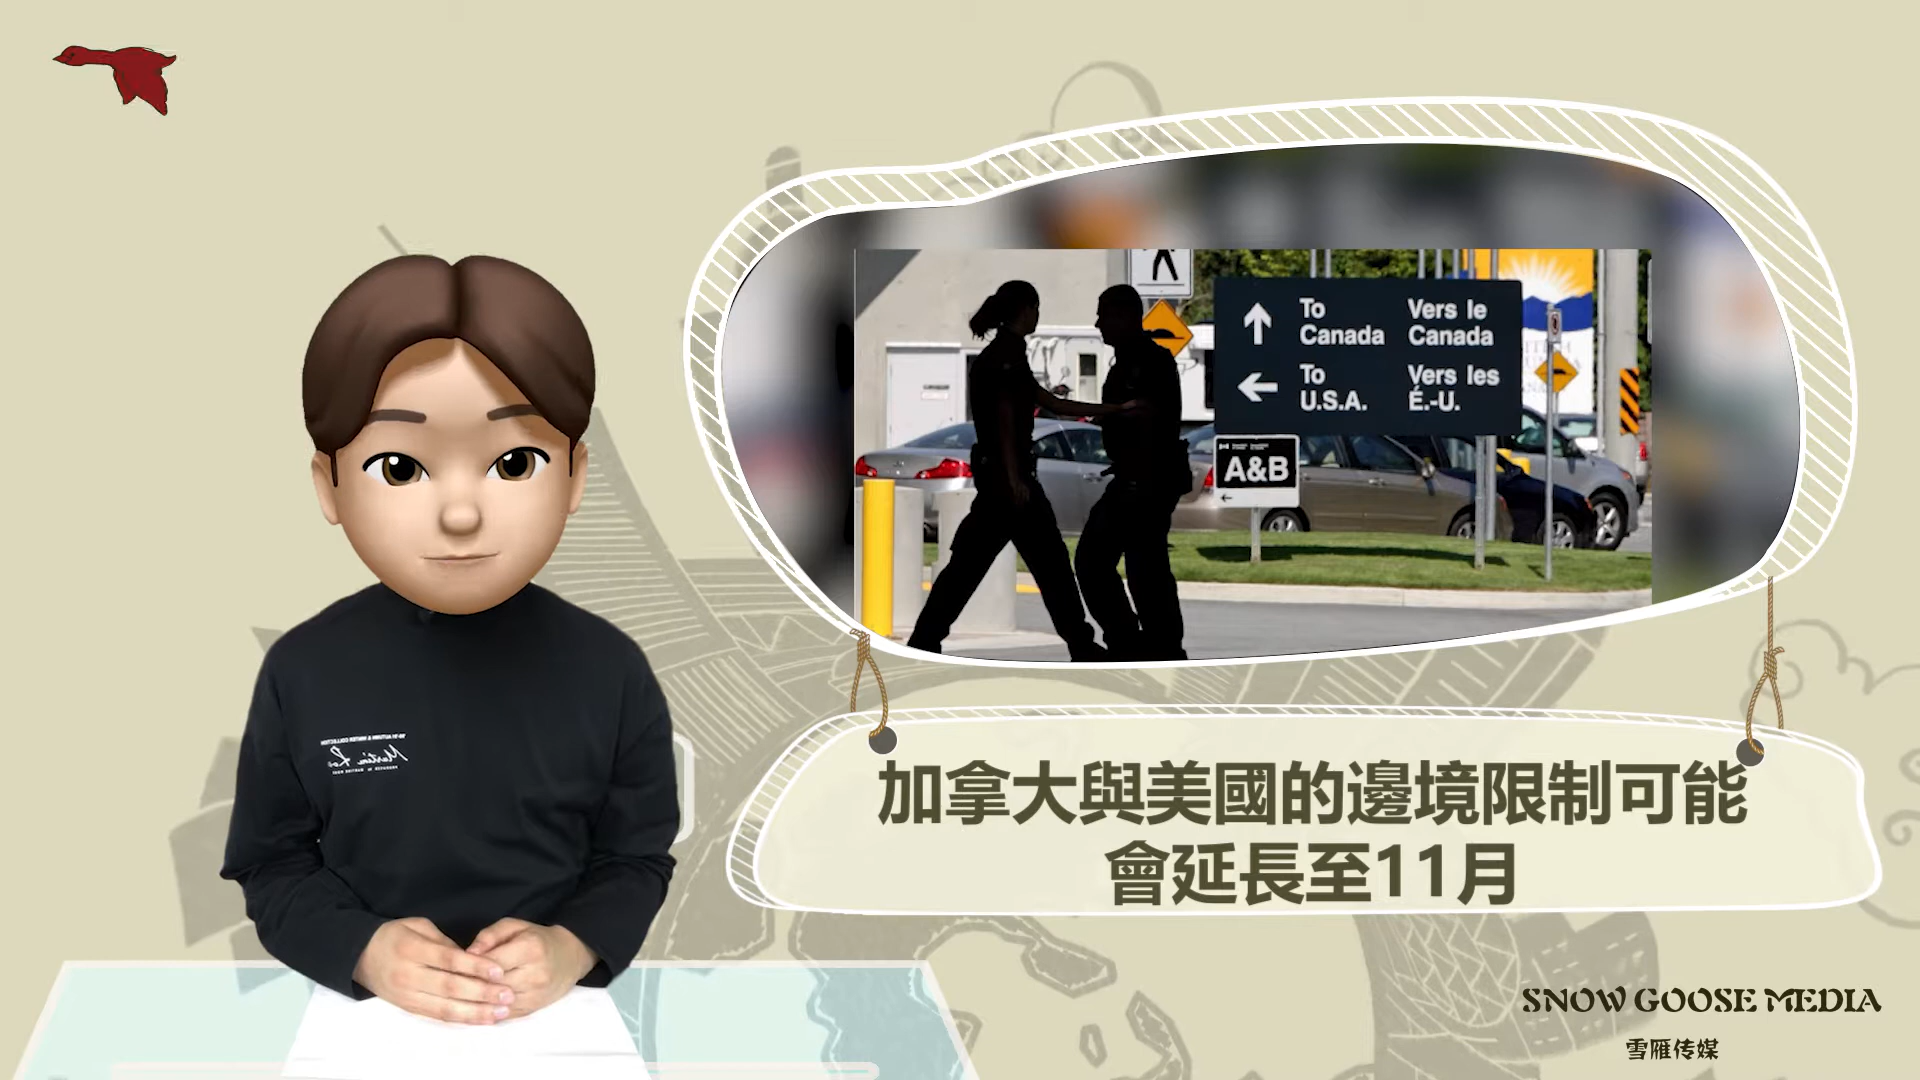 To
Canada
Vers le
Canada
To
U.S.A.
Vers les
É.-U.
A&B
加拿大與美國的邊境限制可能
會延長至11月
SNOW GOOSE MEDIA
雪雁传媒